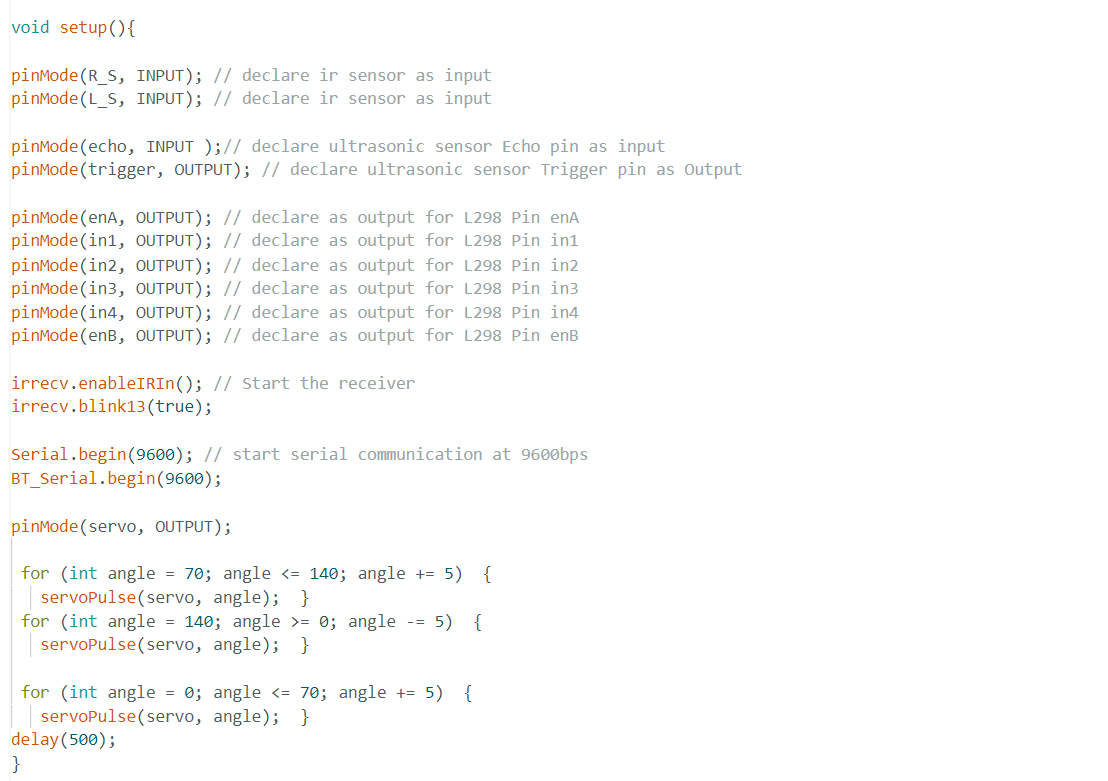 void setup(){
pinMode(R_S, INPUT); // declare ir sensor as input
pinMode(L_S, INPUT); // declare ir sensor as input
pinMode(echo, INPUT );// declare ultrasonic sensor Echo pin as input
pinMode(trigger, OUTPUT); // declare ultrasonic sensor Trigger pin as Output
pinMode(enA, OUTPUT); // declare as output for L298 Pin enA
pinMode(in1, OUTPUT); // declare as output for L298 Pin in1
pinMode(in2, OUTPUT); // declare as output for L298 Pin in2
pinMode(in3, OUTPUT); // declare as output for L298 Pin in3
pinMode(in4, OUTPUT); // declare as output for L298 Pin in4
pinMode(enB, OUTPUT); // declare as output for L298 Pin enB
irrecv.enableIRIn(); // Start the receiver
irrecv.blink13(true);
Serial.begin(9600); // start serial communication at 9600bps
BT_Serial.begin(9600);
pinMode(servo, OUTPUT);
for (int angle = 70; angle <= 140; angle += 5)  {
servoPulse(servo, angle);  }
for (int angle = 140; angle >= 0; angle -= 5)  {
servoPulse(servo, angle);  }
for (int angle = 0; angle <= 70; angle += 5)  {
servoPulse(servo, angle);  }
delay(500);
}